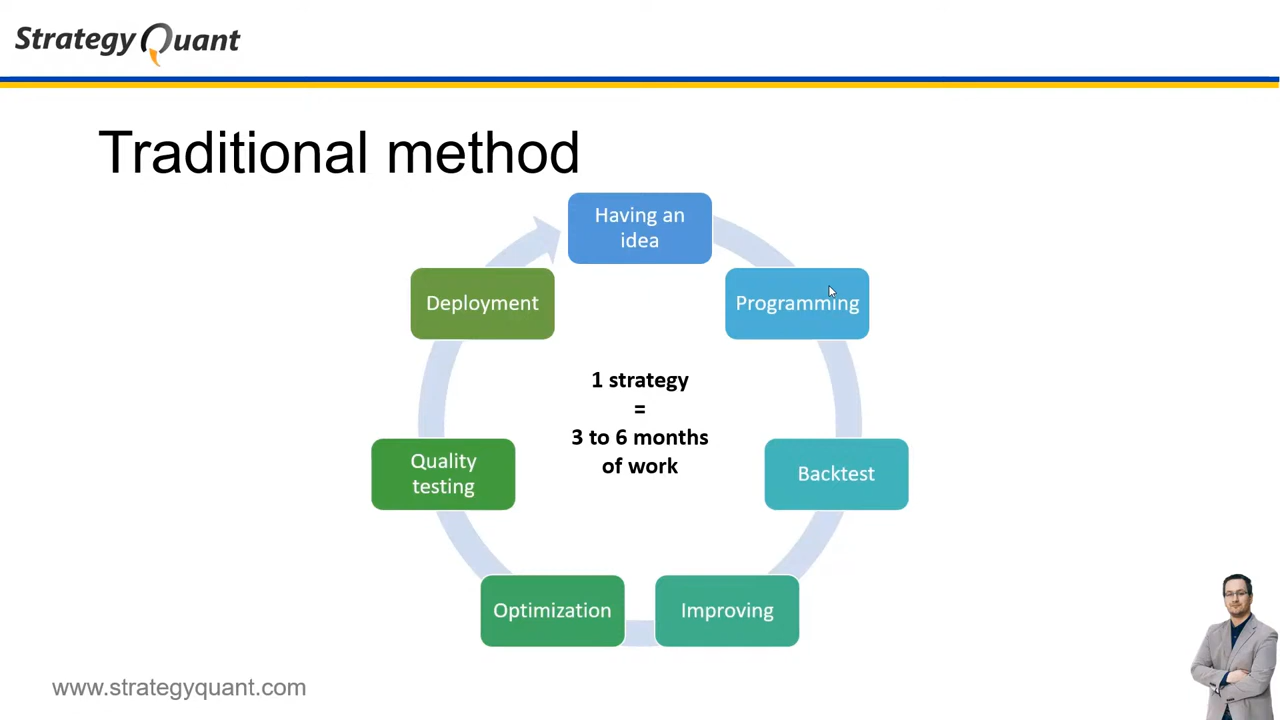 Strategy Quant
Traditional method
Having an
idea
Programming
Backtest
Improving
Optimization
Quality
testing
Deployment
1 strategy
=
3 to 6 months
of work
www.strategyquant.com